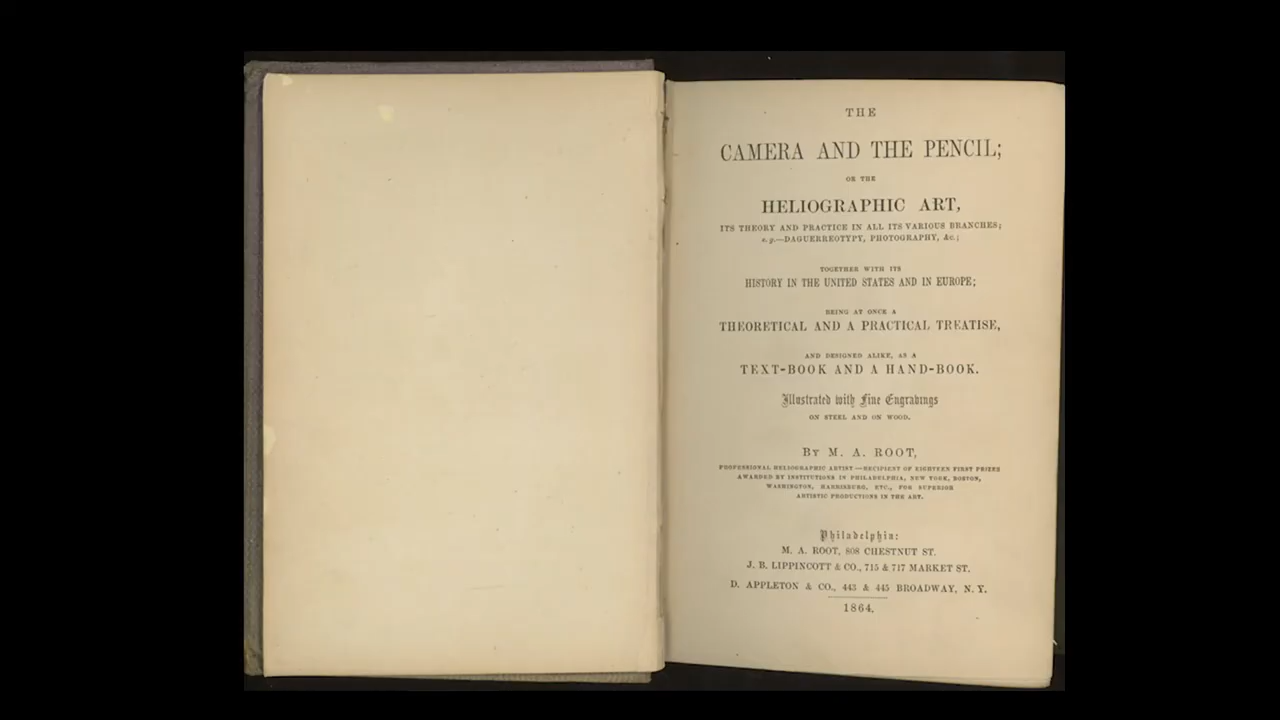 THE
CAMERA AND THE PENCIL;
OR THE
HELIOGRAPHIC ART,
ITS THEORY AND PRACTICE IN ALL ITS VARIOUS BRANCHES;
e. g.—DAGUERREOTYPY, PHOTOGRAPHY, &c.;
TOGETHER WITH ITS
HISTORY IN THE UNITED STATES AND IN EUROPE;
BEING AT ONCE A
THEORETICAL AND A PRACTICAL TREATISE,
AND DESIGNED ALIKE, AS A
TEXT-BOOK AND A HAND-BOOK.
Illustrated with Fine Engravings
ON STEEL AND ON WOOD.
BY M. A. ROOT,
PROFESSIONAL HELIOGRAPHIC ARTIST—RECIPIENT OF EIGHTEEN FIRST PRIZES
AWARDED BY INSTITUTIONS IN PHILADELPHIA, NEW YORK, BOSTON,
WASHINGTON, HARRISBURG, ETC., FOR SUPERIOR
ARTISTIC PRODUCTIONS IN THE ART.
Philadelphia:
M. A. ROOT, 808 CHESTNUT ST.
J. B. LIPPINCOTT & CO., 715 & 717 MARKET ST.
D. APPLETON & CO., 443 & 445 BROADWAY, N. Y.
1864.